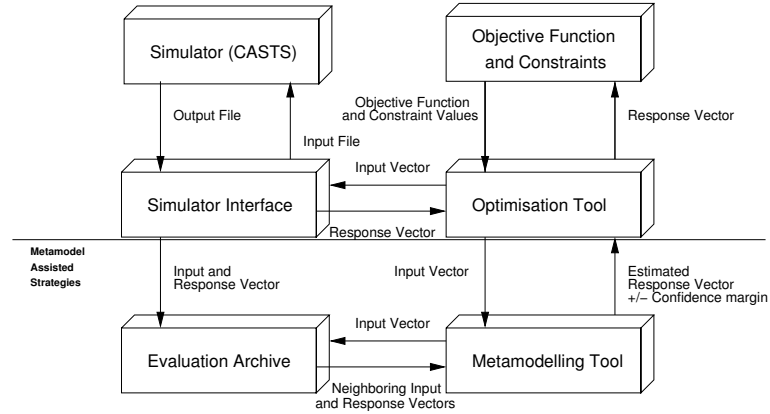 Simulator (CASTS)
Objective Function
and Constraints
Output File
Input File
Objective Function
and Constraint Values
Response Vector
Input Vector
Simulator Interface
Optimisation Tool
Response Vector
Metamodel
Assisted
Strategies
Input and
Response Vector
Input Vector
Estimated
Response Vector
+/− Confidence margin
Input Vector
Evaluation Archive
Metamodelling Tool
Neighboring Input
and Response Vectors